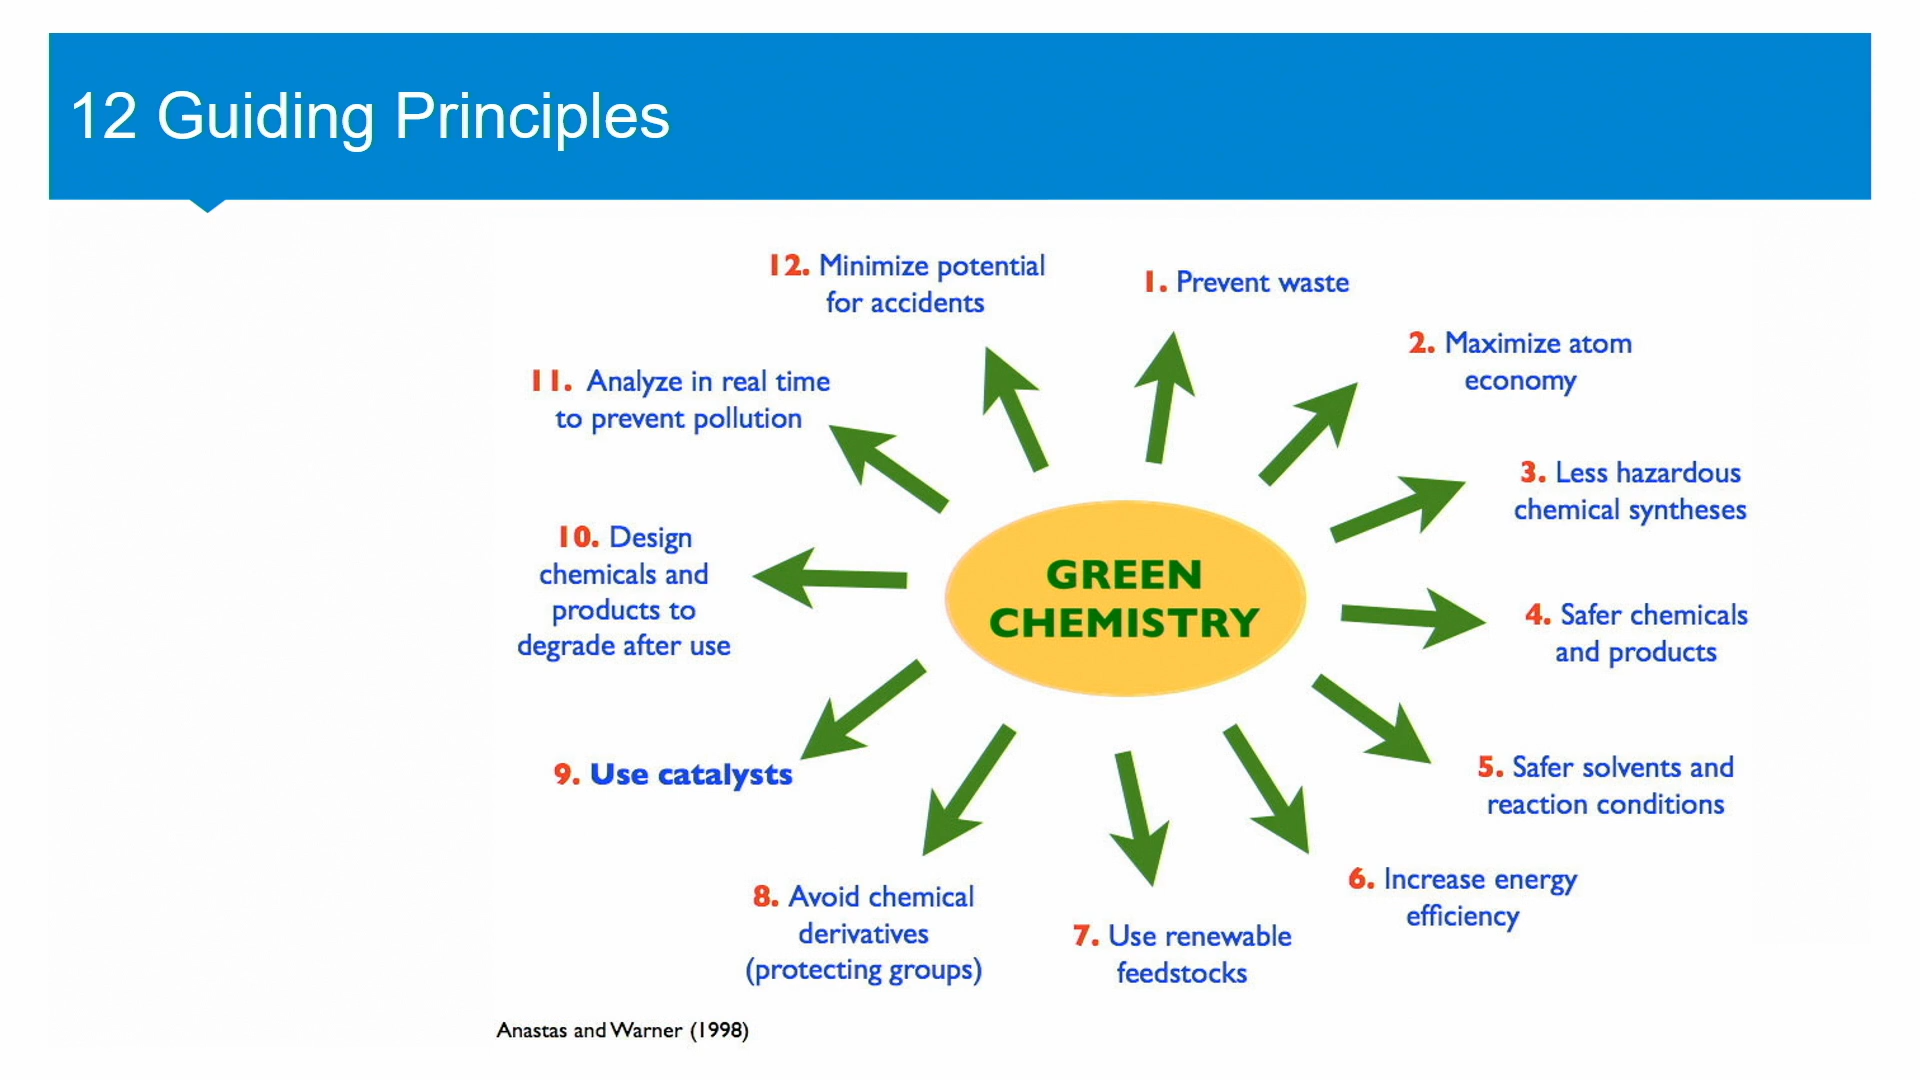 12 Guiding Principles
12. Minimize potential
for accidents
1. Prevent waste
2. Maximize atom
economy
11. Analyze in real time
to prevent pollution
3. Less hazardous
chemical syntheses
10. Design
chemicals and
products to
degrade after use
GREEN
CHEMISTRY
4. Safer chemicals
and products
9. Use catalysts
5. Safer solvents and
reaction conditions
8. Avoid chemical
derivatives
(protecting groups)
7. Use renewable
feedstocks
6. Increase energy
efficiency
Anastas and Warner (1998)